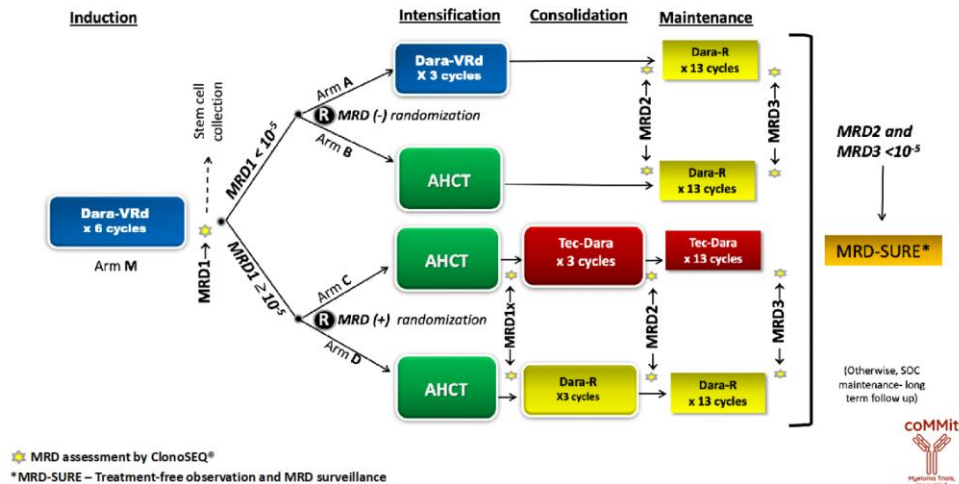 Induction
Intensification
Consolidation
Maintenance
Dara-VRd
x 6 cycles
Arm M
MRD1
Stem cell
collection
MRD1 < 10-5
MRD1 ≥ 10-5
Arm A
R MRD (-) randomization
Arm B
Dara-VRd
X 3 cycles
AHCT
Dara-R
x 13 cycles
MRD2
MRD3
Dara-R
x 13 cycles
Arm C
R MRD (+) randomization
Arm D
AHCT
Tec-Dara
x 3 cycles
Tec-Dara
x 13 cycles
MRD1x
MRD2
MRD3
AHCT
Dara-R
X3 cycles
Dara-R
x 13 cycles
MRD2 and
MRD3 <10-5
MRD-SURE*
(Otherwise, SOC
maintenance- long
term follow up)
MRD assessment by ClonoSEQ®
*MRD-SURE – Treatment-free observation and MRD surveillance
coMMit
Myeloma Trials,